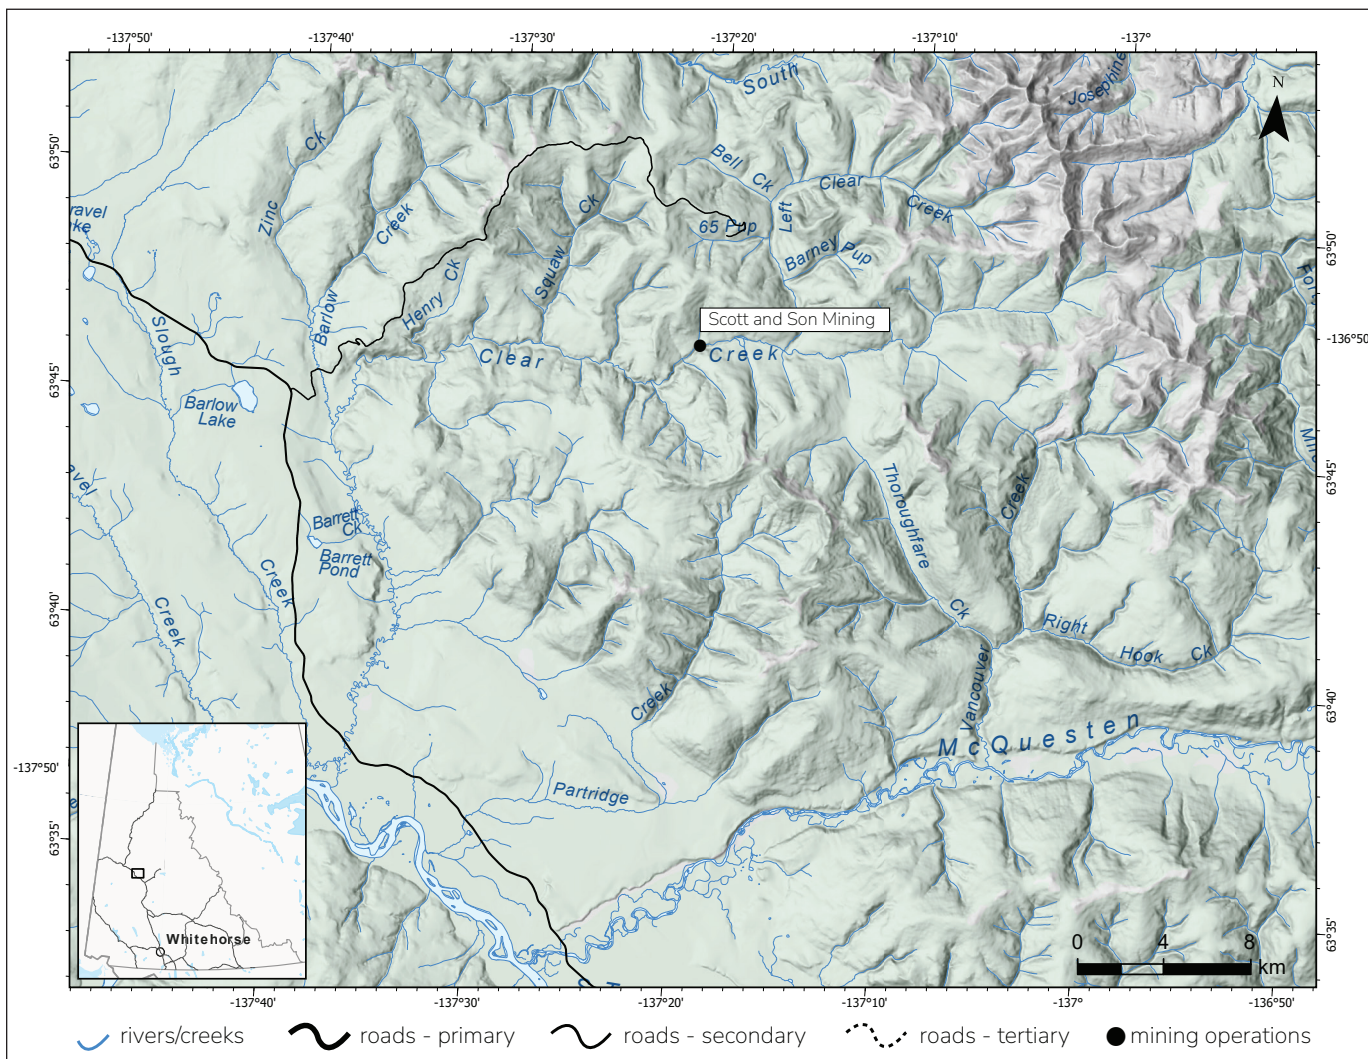 -137°50'
-137°40'
-137°30'
-137°20'
-137°10'
-137°
63°50'
63°45'
63°40'
-137°50'
63°35'
63°50'
-136°50'
63°45'
63°40'
63°35'
-137°40'
-137°30'
-137°20'
-137°10'
-137°
-136°50'
N
South
Josephine
Zinc Ck
Creek
Barlow
Henry Ck
Squaw Ck
Bell Ck
Left
Clear
Creek
65 Pup
Barney Pup
Scott and Son Mining
Clear Creek
Slough
Creek
Barlow
Lake
Barrett
Ck
Barrett
Pond
Creek
Thoroughfare
Ck
Creek
Right
Hook Ck
Vancouver
McQuesten
Creek
Partridge
Whitehorse
0 4 8
km
rivers/creeks
roads - primary
roads - secondary
roads - tertiary
mining operations